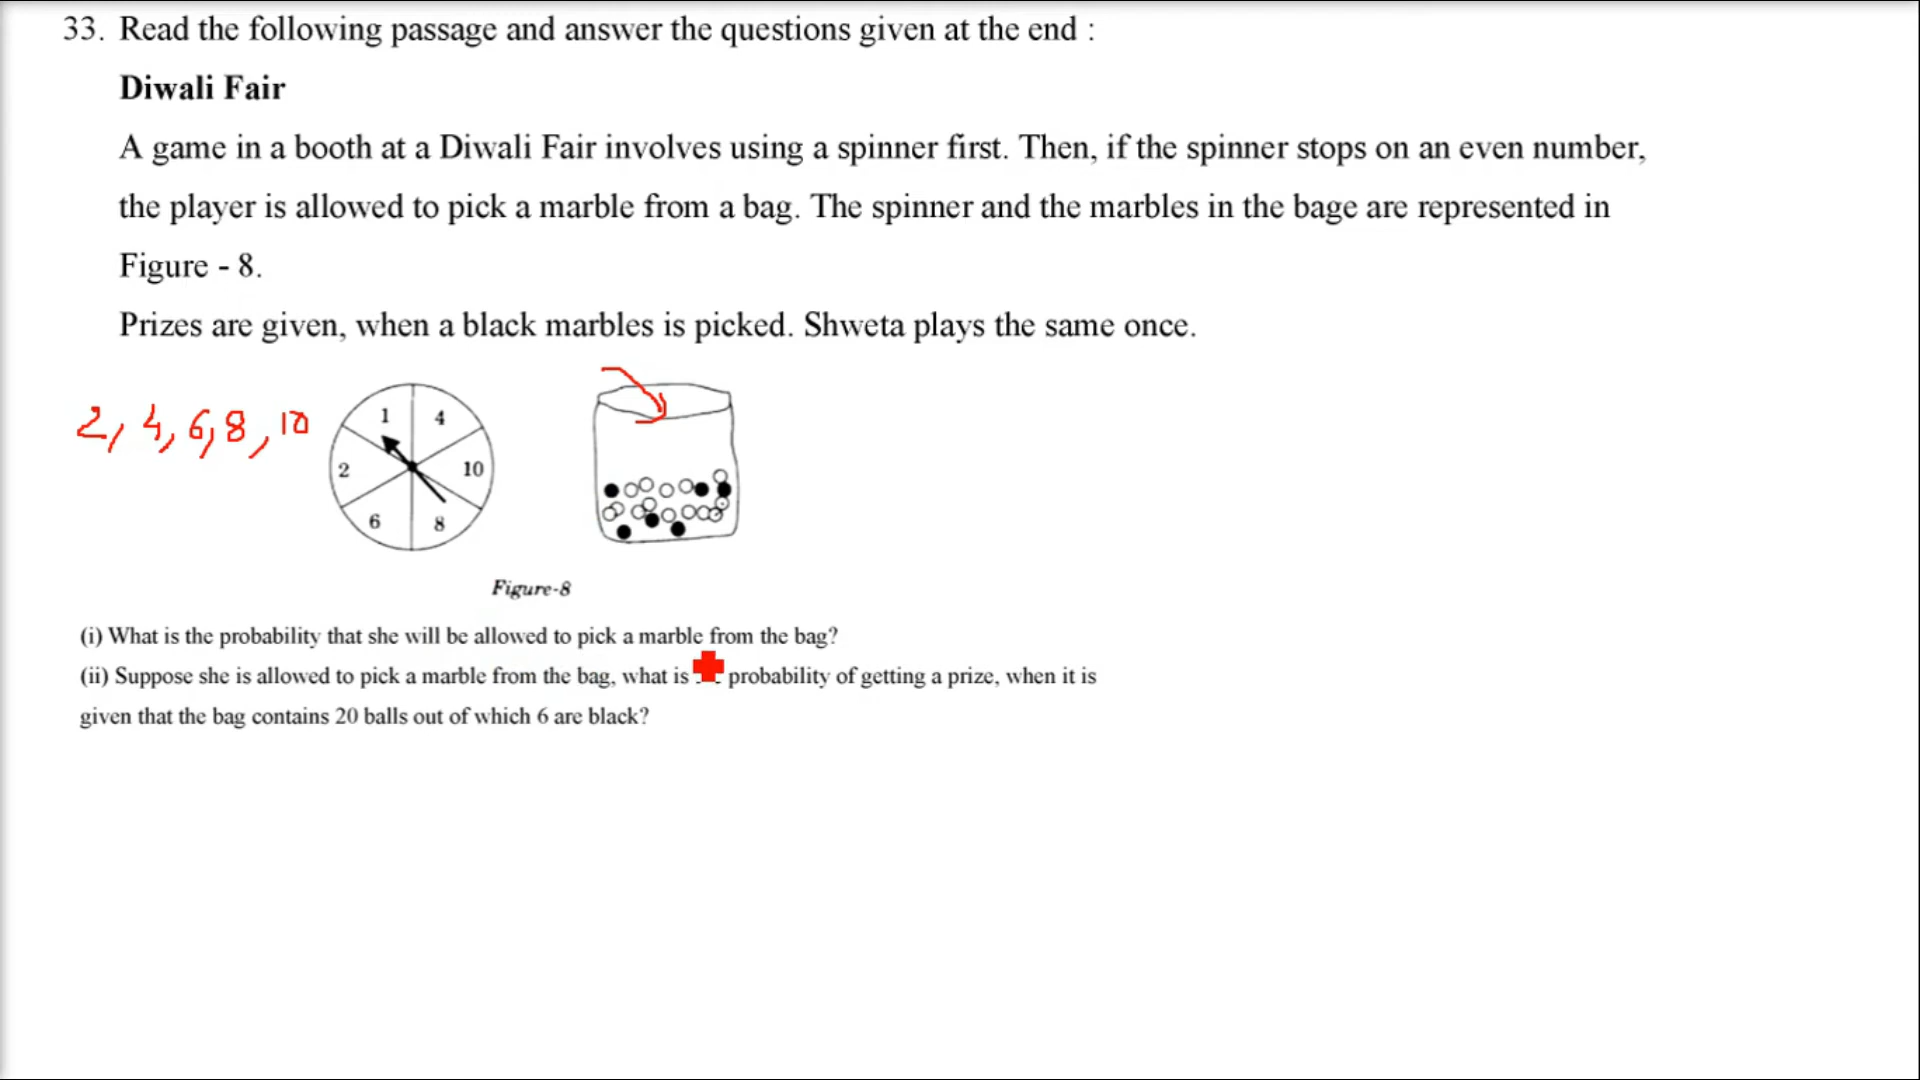 33. Read the following passage and answer the questions given at the end :
Diwali Fair
A game in a booth at a Diwali Fair involves using a spinner first. Then, if the spinner stops on an even number,
the player is allowed to pick a marble from a bag. The spinner and the marbles in the bage are represented in
Figure - 8.
Prizes are given, when a black marbles is picked. Shweta plays the same once.
2, 4, 6, 8, 10
1 4
2 10
6 8
Figure-8
(i) What is the probability that she will be allowed to pick a marble from the bag?
(ii) Suppose she is allowed to pick a marble from the bag, what is probability of getting a prize, when it is
given that the bag contains 20 balls out of which 6 are black?